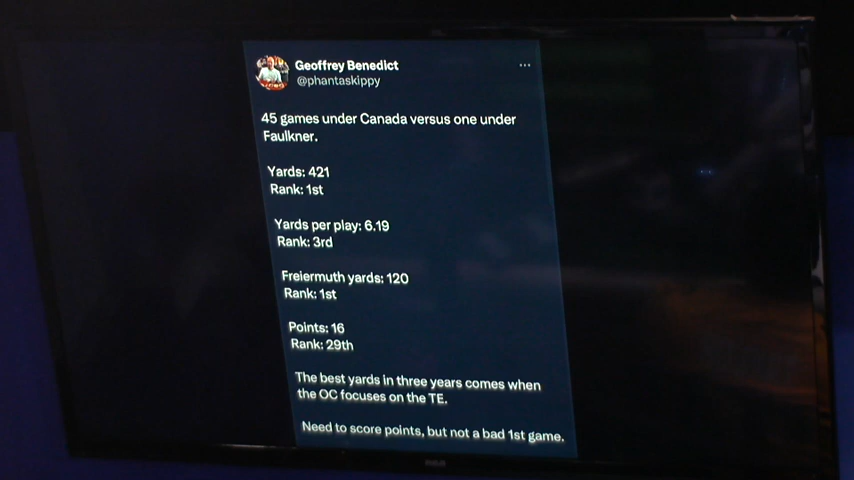 Geoffrey Benedict
@phantaskippy
45 games under Canada versus one under
Faulkner.
Yards: 421
Rank: 1st
Yards per play: 6.19
Rank: 3rd
Freiermuth yards: 120
Rank: 1st
Points: 16
Rank: 29th
The best yards in three years comes when
the OC focuses on the TE.
Need to score points, but not a bad 1st game.